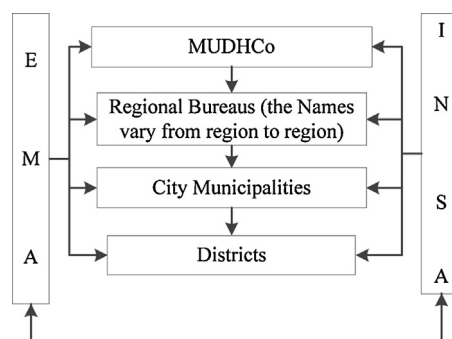 E
M
A
MUDHCo
Regional Bureaus (the Names
vary from region to region)
City Municipalities
Districts
I
N
S
A